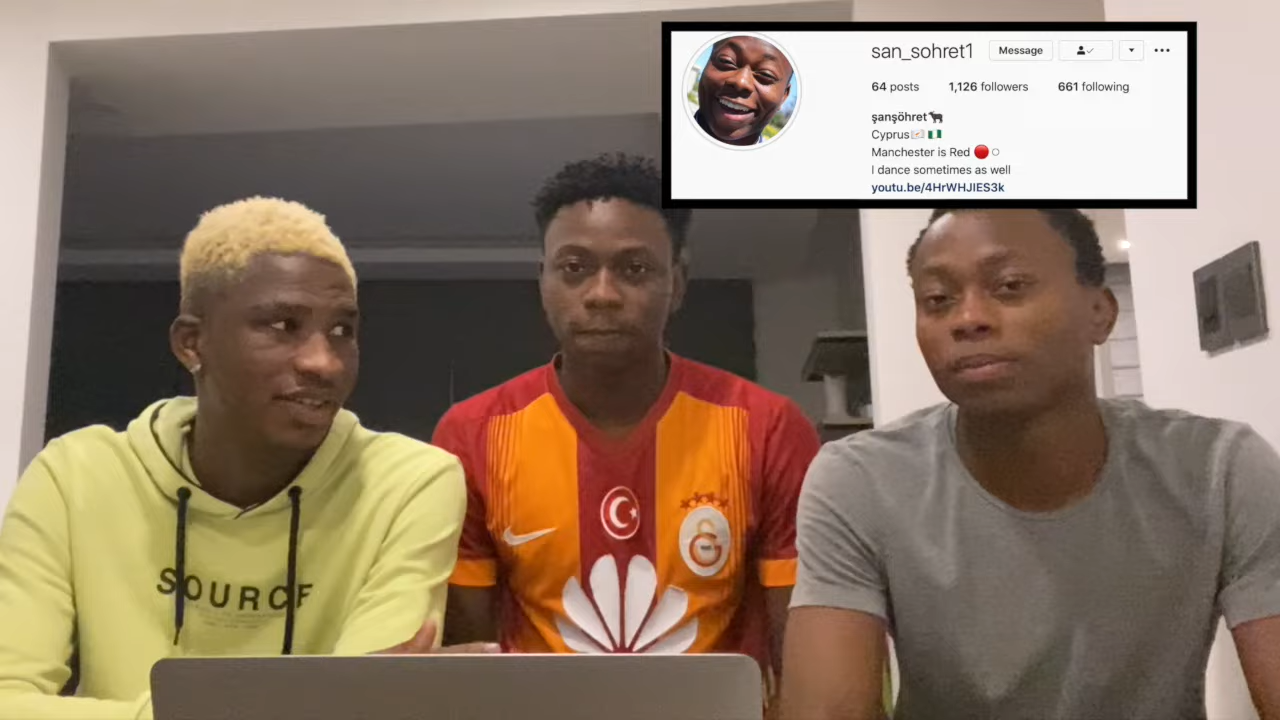 san_sohret1 Message
64 posts 1,126 followers 661 following
şanşöhret🐐
Cyprus🇨🇾 🇳🇬
Manchester is Red 🔴 ○
I dance sometimes as well
youtu.be/4HrWHJIES3k
SOURCE